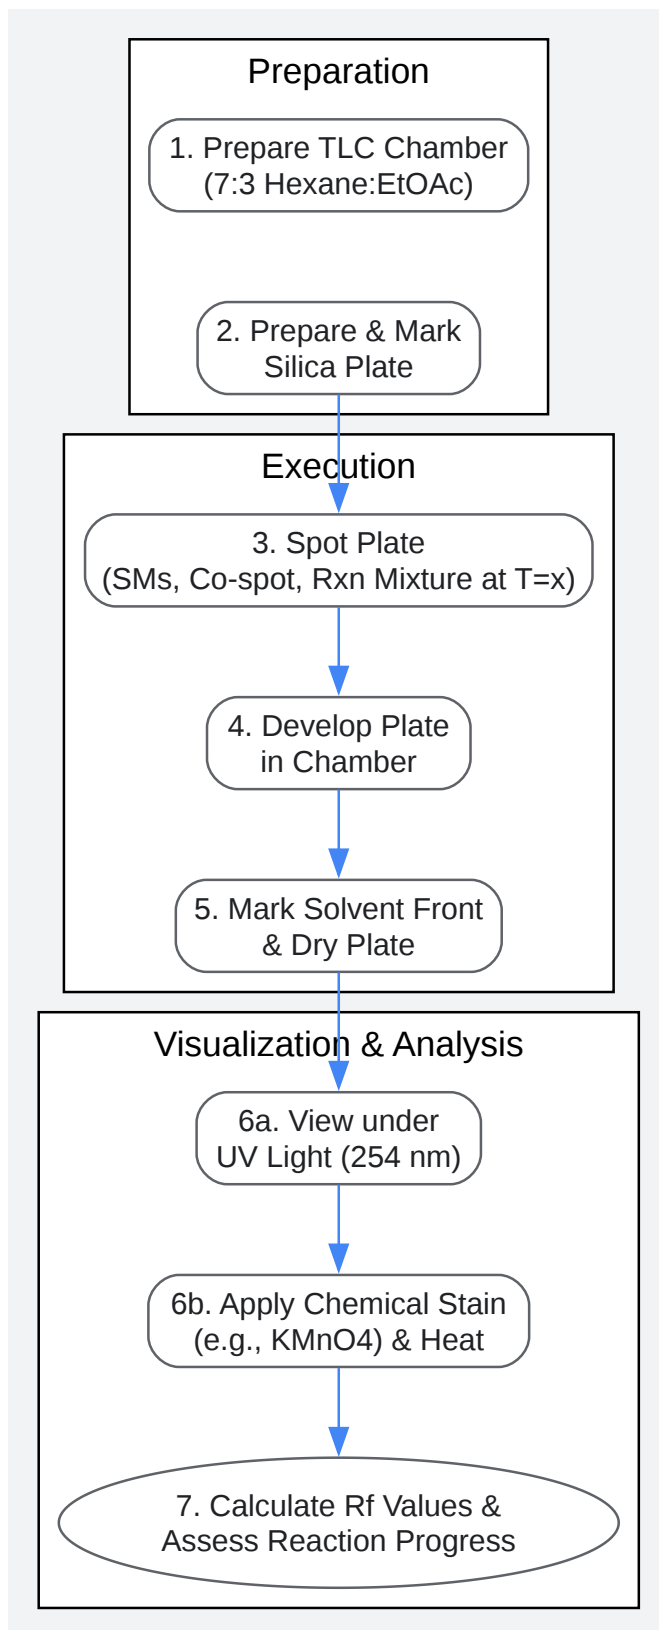 Preparation
1. Prepare TLC Chamber
(7:3 Hexane:EtOAc)
2. Prepare & Mark
Silica Plate
Execution
3. Spot Plate
(SMs, Co-spot, Rxn Mixture at T=x)
4. Develop Plate
in Chamber
5. Mark Solvent Front
& Dry Plate
Visualization & Analysis
6a. View under
UV Light (254 nm)
6b. Apply Chemical Stain
(e.g., KMnO4) & Heat
7. Calculate Rf Values &
Assess Reaction Progress